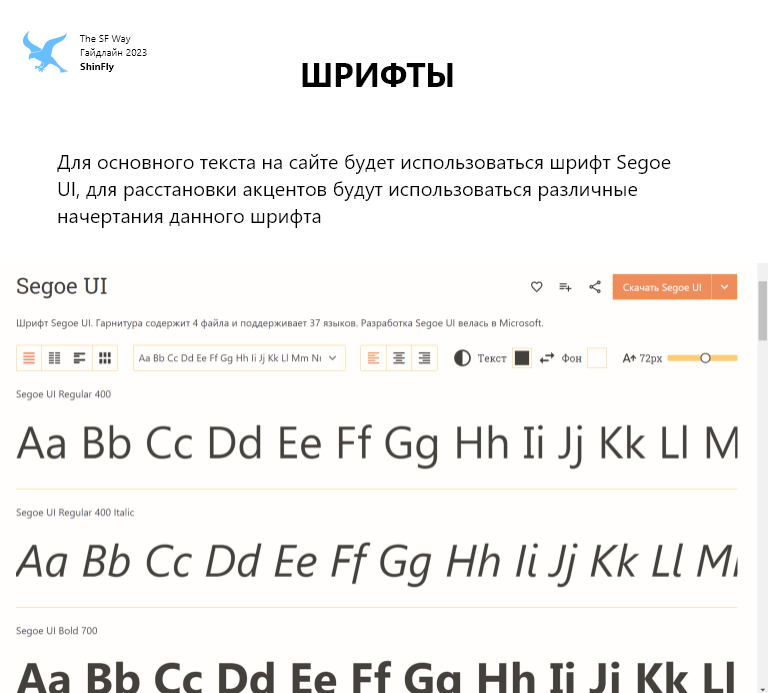 The SF Way
Гайдлайн 2023
ShinFly
ШРИФТЫ
Для основного текста на сайте будет использоваться шрифт Segoe
UI, для расстановки акцентов будут использоваться различные
начертания данного шрифта
Segoe UI
Скачать Segoe UI
Шрифт Segoe UI. Гарнитура содержит 4 файла и поддерживает 37 языков. Разработка Segoe UI велась в Microsoft.
Aa Bb Cc Dd Ee Ff Gg Hh Ii Jj Kk Ll Mm Nn
Текст
Фон
72px
Segoe UI Regular 400
Aa Bb Cc Dd Ee Ff Gg Hh Ii Jj Kk Ll M
Segoe UI Regular 400 Italic
Aa Bb Cc Dd Ee Ff Gg Hh Ii Jj Kk Ll M
Segoe UI Bold 700
Aa Bb Cc Dd Ee Ff Gg Hh Ii Jj Kk Ll